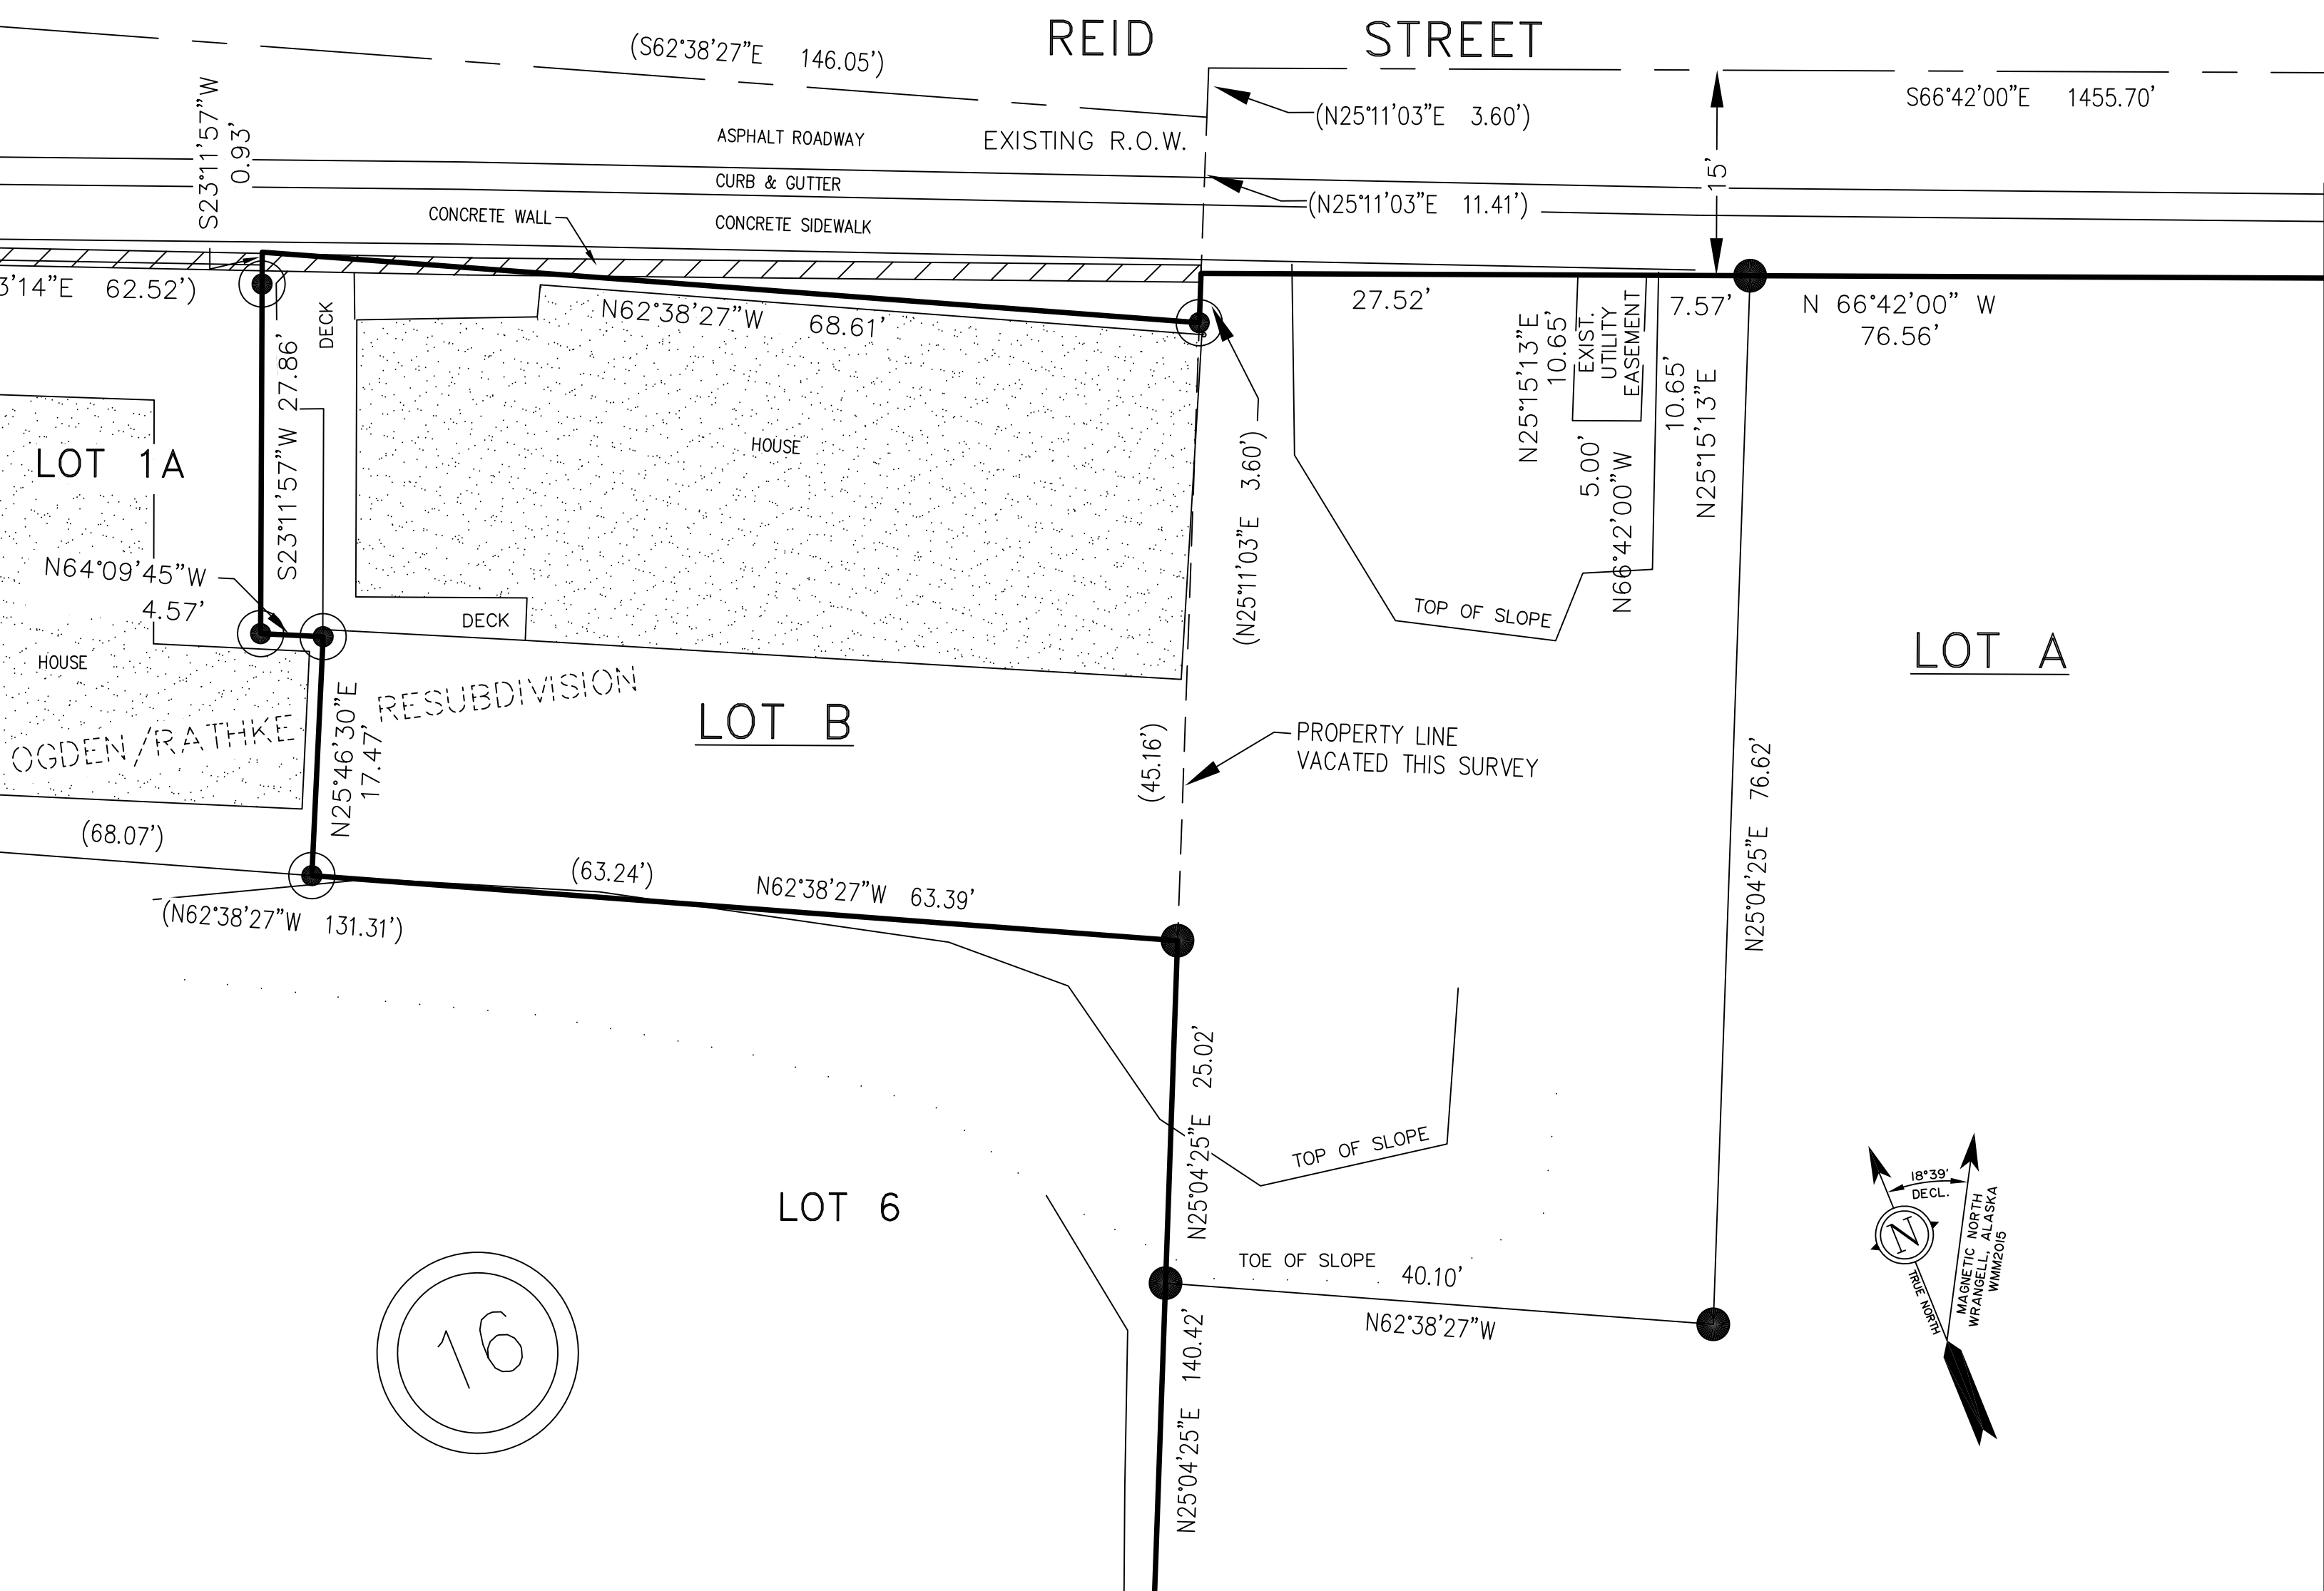 REID STREET
(S62°38'27"E 146.05')
S66°42'00"E 1455.70'
(N25°11'03"E 3.60')
S23°11'57"W
0.93'
ASPHALT ROADWAY
EXISTING R.O.W.
15'
CURB & GUTTER
(N25°11'03"E 11.41')
CONCRETE WALL
CONCRETE SIDEWALK
3'14"E 62.52')
DECK
N62°38'27"W 68.61'
27.52'
EXIST.
UTILITY
EASEMENT
7.57'
N 66°42'00" W
76.56'
N25°15'13"E
10.65'
10.65'
N25°15'13"E
S23°11'57"W 27.86'
HOUSE
LOT 1A
(N25°11'03"E 3.60')
5.00'
N66°42'00"W
N64°09'45"W
4.57'
DECK
TOP OF SLOPE
HOUSE
LOT A
OGDEN/RATHKE RESUBDIVISION
N25°46'30"E
17.47'
LOT B
(45.16')
PROPERTY LINE
VACATED THIS SURVEY
N25°04'25"E 76.62'
(68.07')
(63.24')
N62°38'27"W 63.39'
(N62°38'27"W 131.31')
N25°04'25"E 25.02'
TOP OF SLOPE
LOT 6
TOE OF SLOPE
40.10'
N62°38'27"W
N25°04'25"E 140.42'
16
18°39'
DECL.
N
TRUE NORTH
MAGNETIC NORTH
WRANGELL, ALASKA
WMM2015